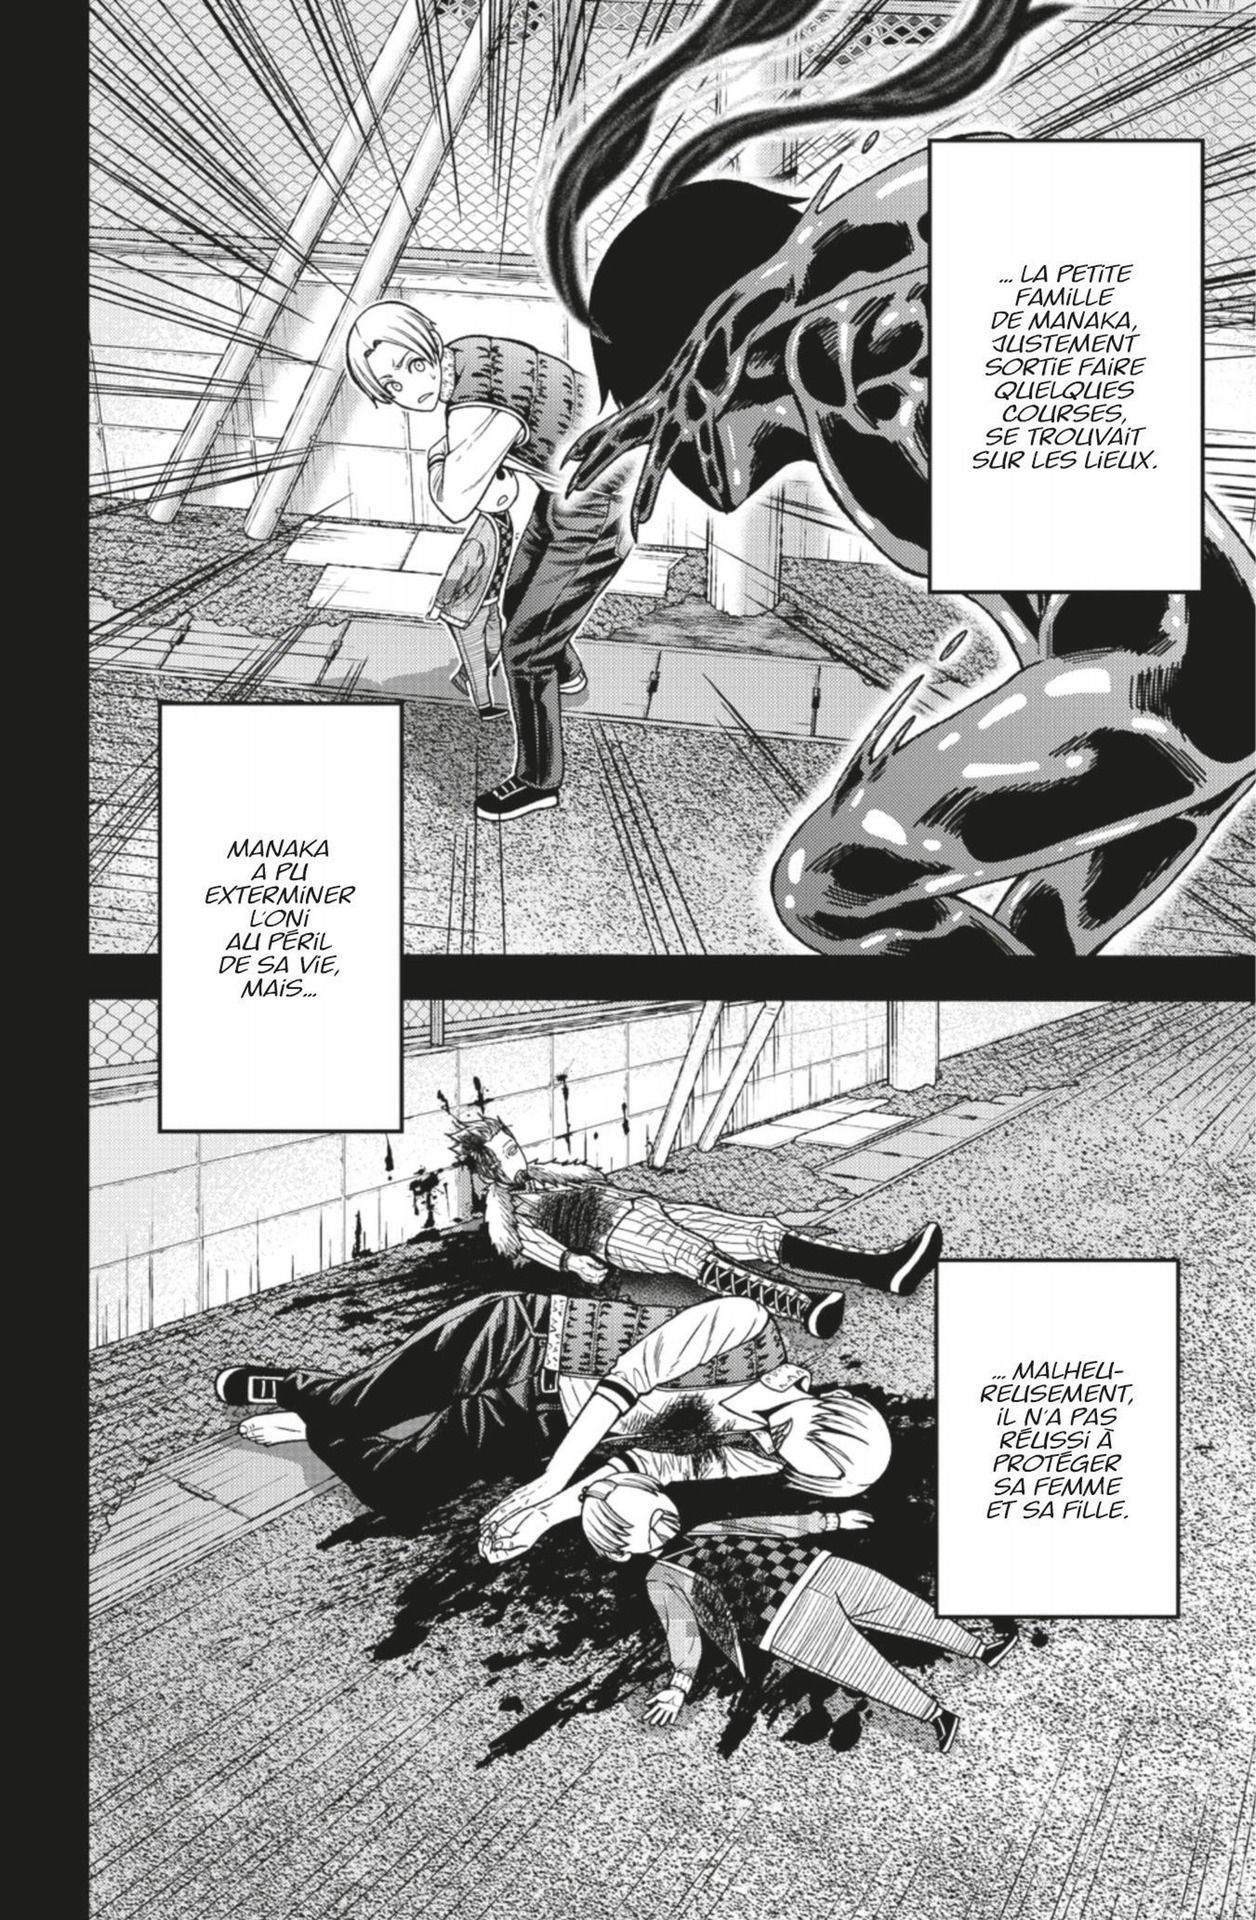 ... LA PETITE
FAMILLE
DE MANAKA,
JUSTEMENT
SORTIE FAIRE
QUELQUES
COURSES,
SE TROUVAIT
SUR LES LIEUX.
MANAKA
A PU
EXTERMINER
L'ONI
AU PÉRIL
DE SA VIE,
MAIS...
... MALHEU-
REUSEMENT,
IL N'A PAS
RÉUSSI À
PROTÉGER
SA FEMME
ET SA FILLE.